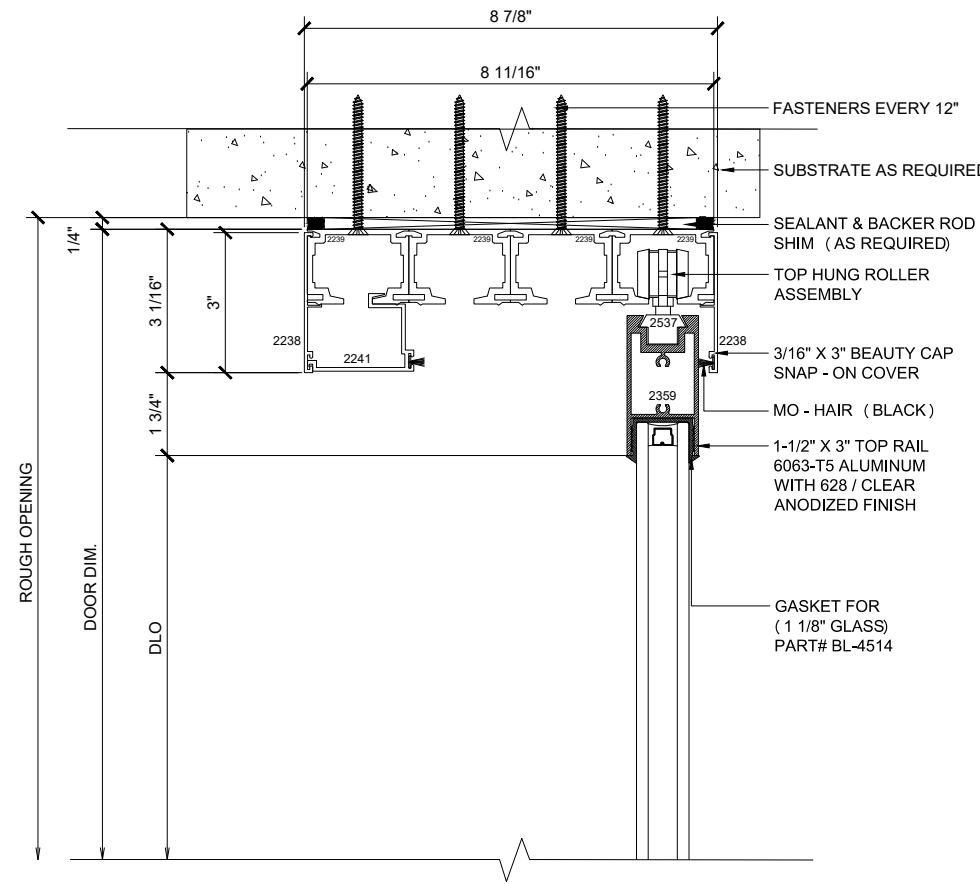 8 7/8"
8 11/16"
FASTENERS EVERY 12"
SUBSTRATE AS REQUIRED
SEALANT & BACKER ROD
SHIM ( AS REQUIRED)
TOP HUNG ROLLER
ASSEMBLY
3/16" X 3" BEAUTY CAP
SNAP - ON COVER
MO - HAIR ( BLACK )
1-1/2" X 3" TOP RAIL
6063-T5 ALUMINUM
WITH 628 / CLEAR
ANODIZED FINISH
GASKET FOR
( 1 1/8" GLASS)
PART# BL-4514
2239
2239
2239
2239
2537
2238
2238
2241
2359
1/4"
3 1/16"
3"
1 3/4"
ROUGH OPENING
DOOR DIM.
DLO